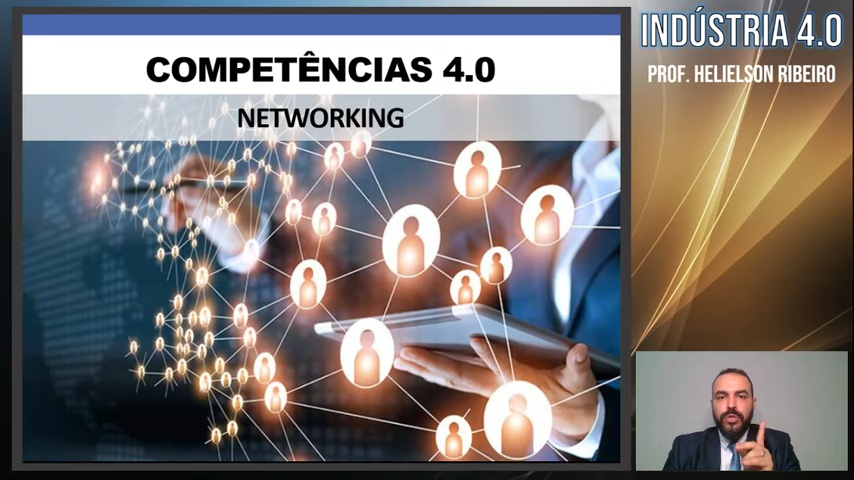 COMPETÊNCIAS 4.0
NETWORKING
INDÚSTRIA 4.0
PROF. HELIELSON RIBEIRO